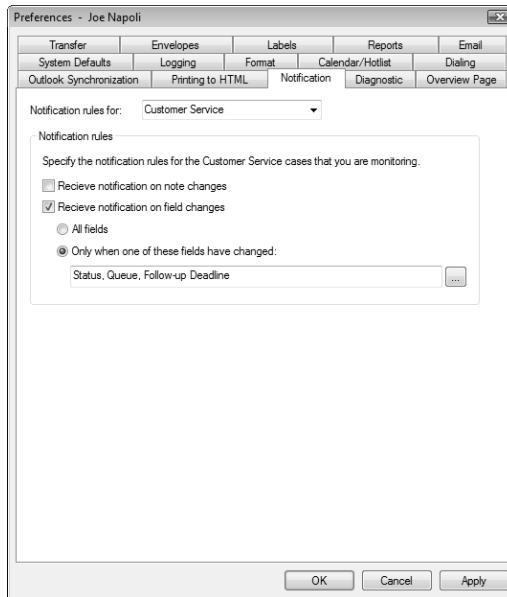 Preferences - Joe Napoli
Transfer Envelopes Labels Reports Email
System Defaults Logging Format Calendar/Hotlist Dialing
Outlook Synchronization Printing to HTML Notification Diagnostic Overview Page
Notification rules for: Customer Service
Notification rules
Specify the notification rules for the Customer Service cases that you are monitoring.
Recieve notification on note changes
Recieve notification on field changes
All fields
Only when one of these fields have changed:
Status, Queue, Follow-up Deadline ...
OK Cancel Apply